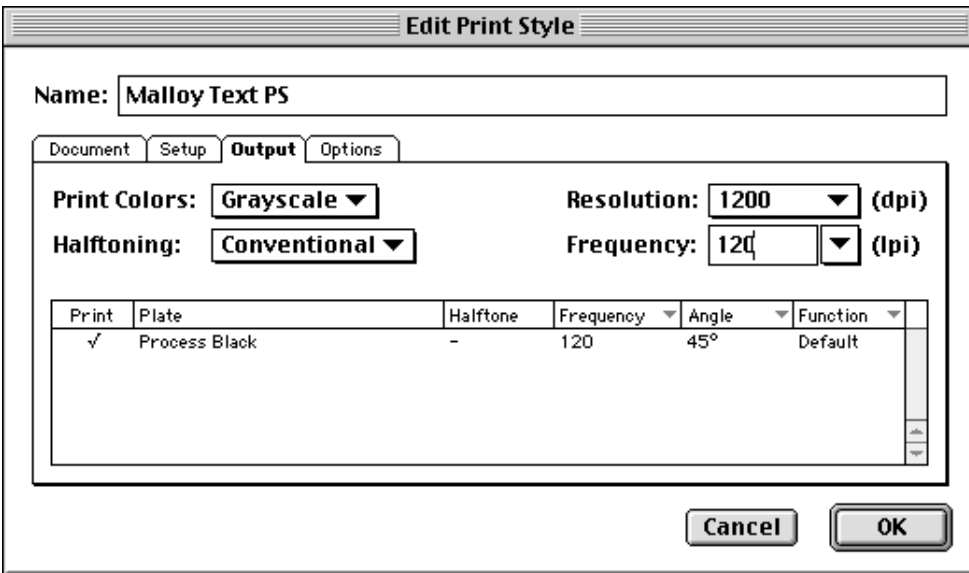 Edit Print Style
Name: Malloy Text PS
Document Setup Output Options
Print Colors: Grayscale Resolution: 1200 (dpi)
Halftoning: Conventional Frequency: 120 (lpi)
Print Plate Halftone Frequency Angle Function
√ Process Black - 120 45° Default
Cancel OK